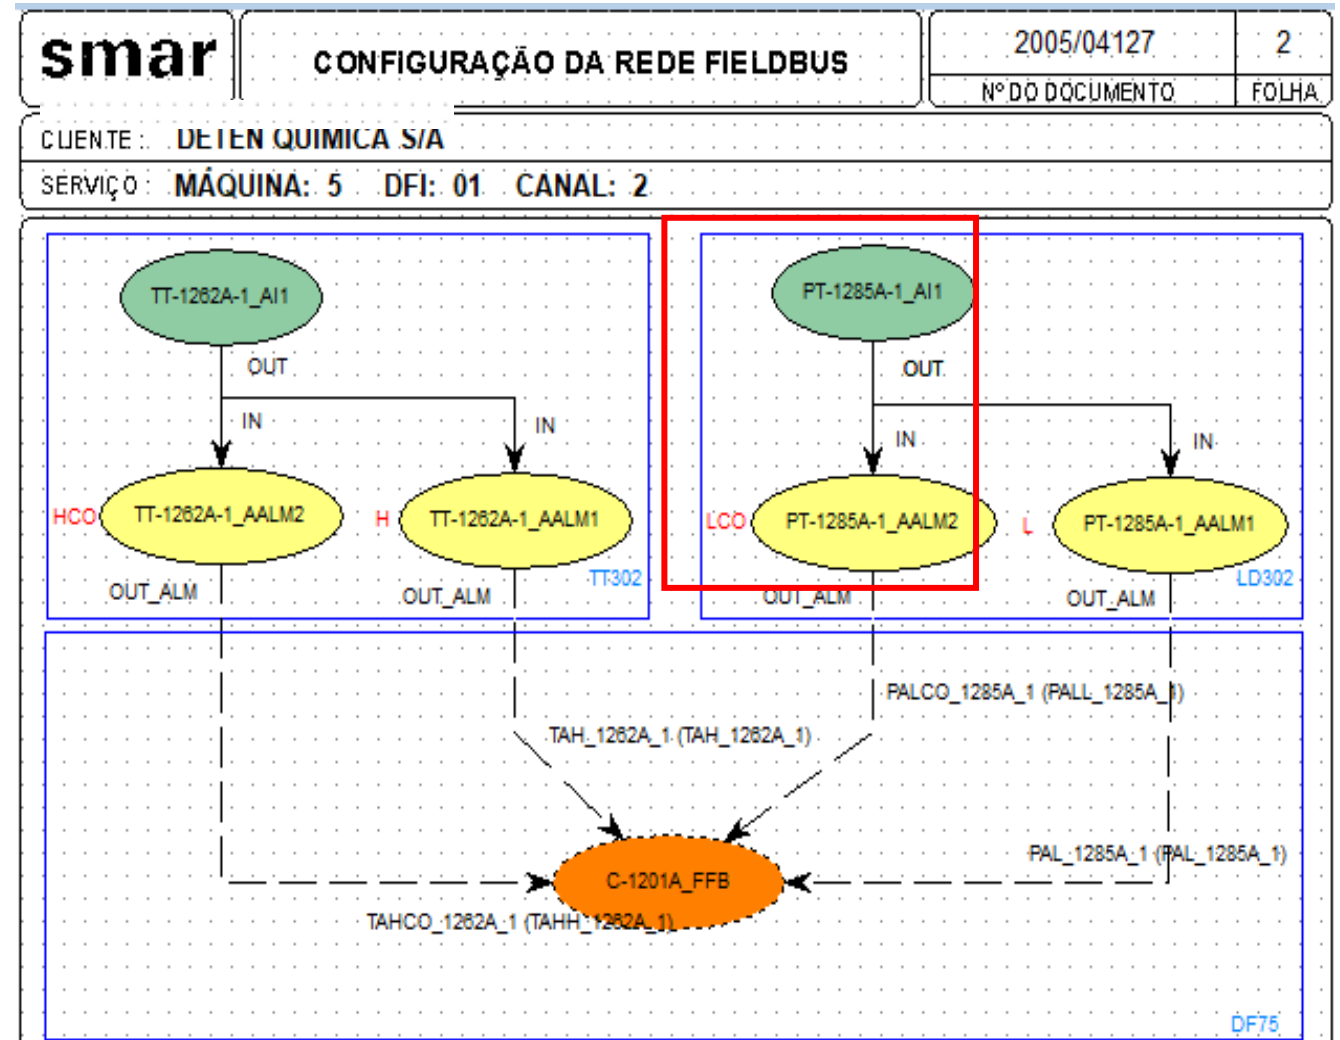 smar
CONFIGURAÇÃO DA REDE FIELDBUS
2005/04127
2
Nº DO DOCUMENTO
FOLHA
CLIENTE : DETEN QUIMICA S/A
SERVIÇO : MÁQUINA: 5 DFI: 01 CANAL: 2
TT-1262A-1_AI1
PT-1285A-1_AI1
OUT
OUT
IN
IN
IN
IN
HCO
TT-1262A-1_AALM2
H
TT-1262A-1_AALM1
LCO
PT-1285A-1_AALM2
L
PT-1285A-1_AALM1
TT302
LD302
OUT_ALM
OUT_ALM
OUT_ALM
OUT_ALM
PALCO_1285A_1 (PALL_1285A_1)
TAH_1262A_1 (TAH_1262A_1)
PAL_1285A_1 (PAL_1285A_1)
C-1201A_FFB
TAHCO_1262A_1 (TAHH_1262A_1)
DF75